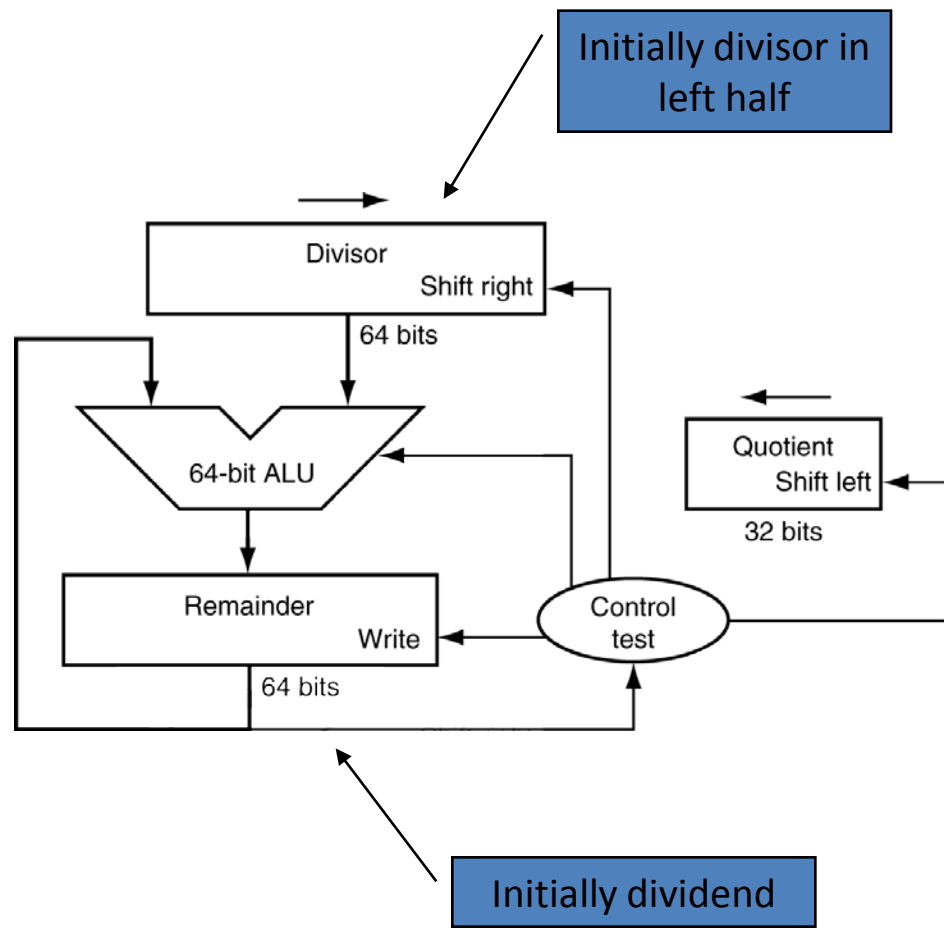 Initially divisor in
left half
Divisor
Shift right
64 bits
64-bit ALU
Quotient
Shift left
32 bits
Remainder
Write
Control
test
64 bits
Initially dividend